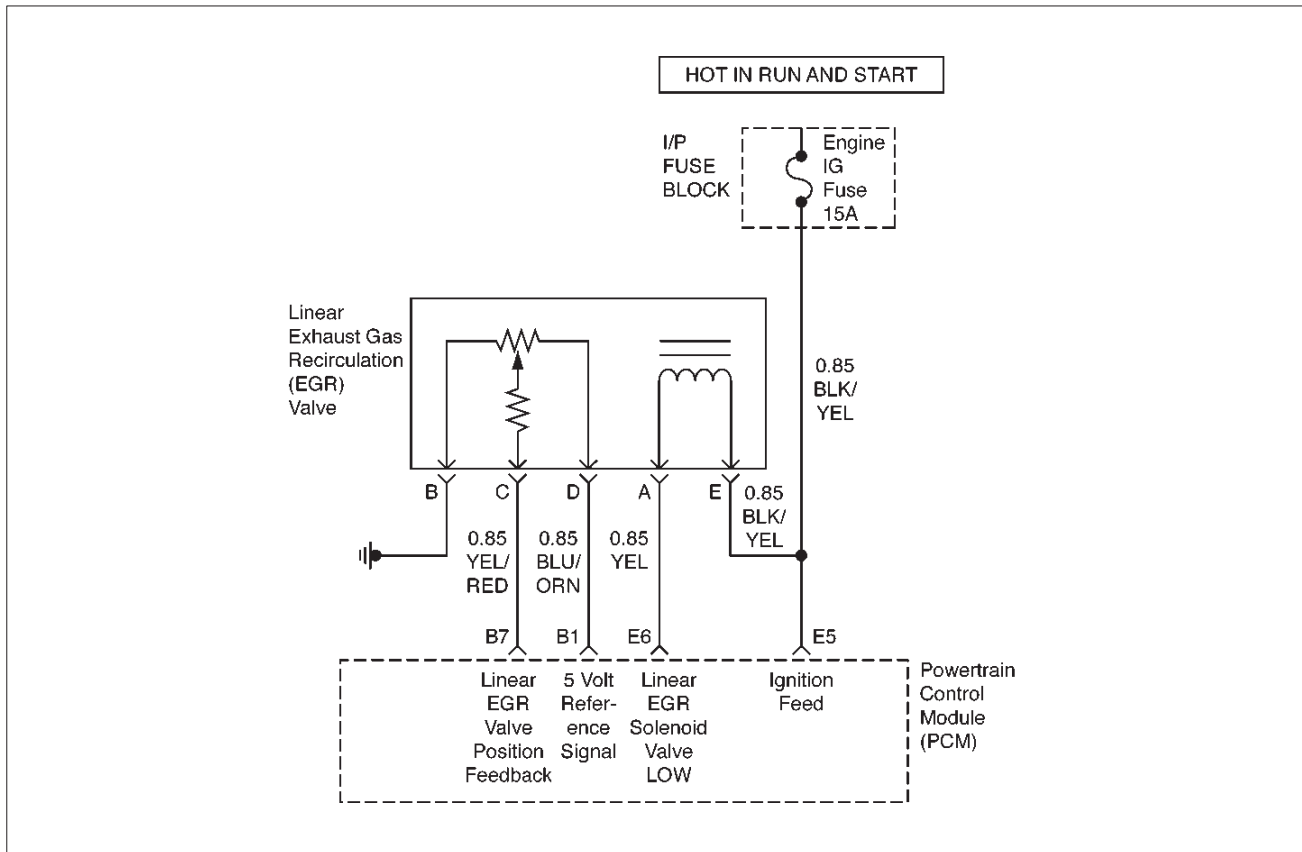 HOT IN RUN AND START
I/P
FUSE
BLOCK
Engine
IG
Fuse
15A
Linear
Exhaust Gas
Recirculation
(EGR)
Valve
0.85
BLK/
YEL
B
C
D
A
E
0.85
BLK/
YEL
0.85
YEL/
RED
0.85
BLU/
ORN
0.85
YEL
B7
B1
E6
E5
Linear
EGR
Valve
Position
Feedback
5 Volt
Refer-
ence
Signal
Linear
EGR
Solenoid
Valve
LOW
Ignition
Feed
Powertrain
Control
Module
(PCM)